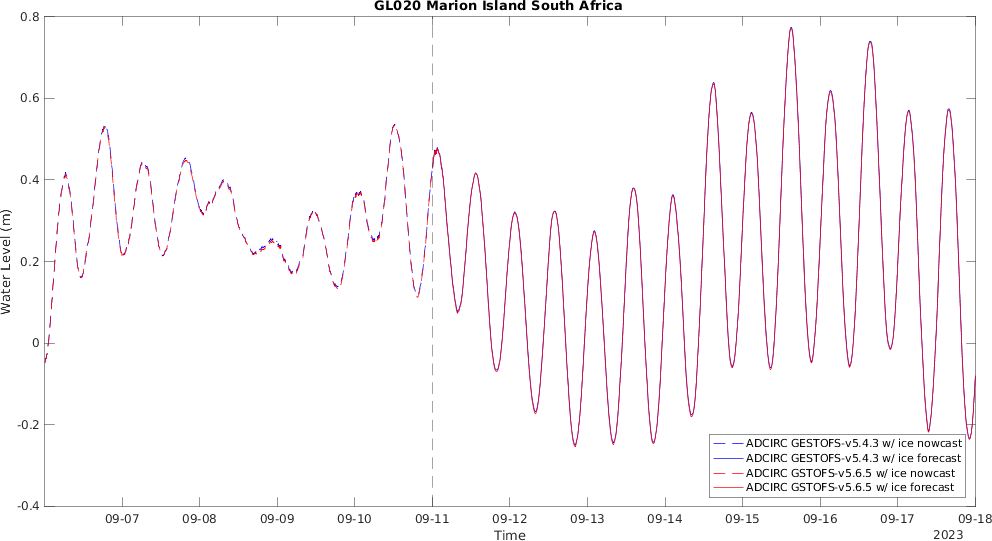 GL020 Marion Island South Africa
0.8
0.6
0.4
0.2
0
-0.2
-0.4
Water Level (m)
ADCIRC GESTOFS-v5.4.3 w/ ice nowcast
ADCIRC GESTOFS-v5.4.3 w/ ice forecast
ADCIRC GSTOFS-v5.6.5 w/ ice nowcast
ADCIRC GSTOFS-v5.6.5 w/ ice forecast
09-07 09-08 09-09 09-10 09-11 09-12 09-13 09-14 09-15 09-16 09-17 09-18
Time
2023